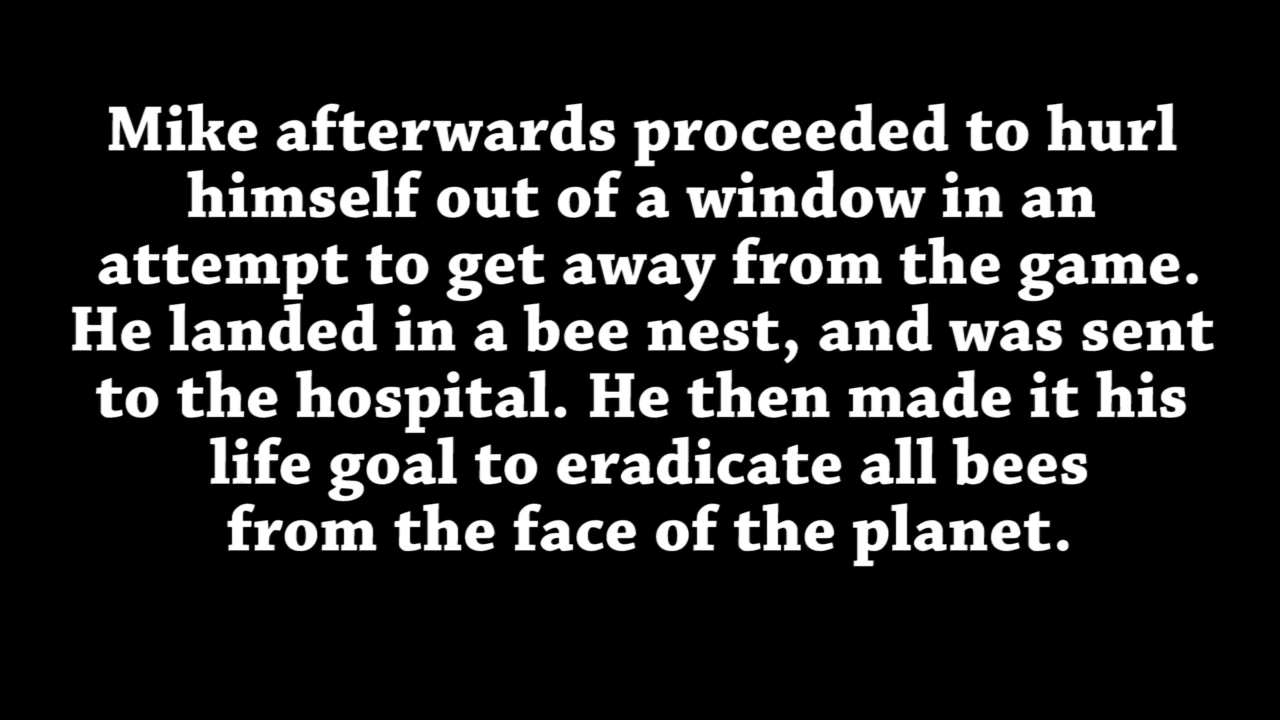 Mike afterwards proceeded to hurl
himself out of a window in an
attempt to get away from the game.
He landed in a bee nest, and was sent
to the hospital. He then made it his
life goal to eradicate all bees
from the face of the planet.